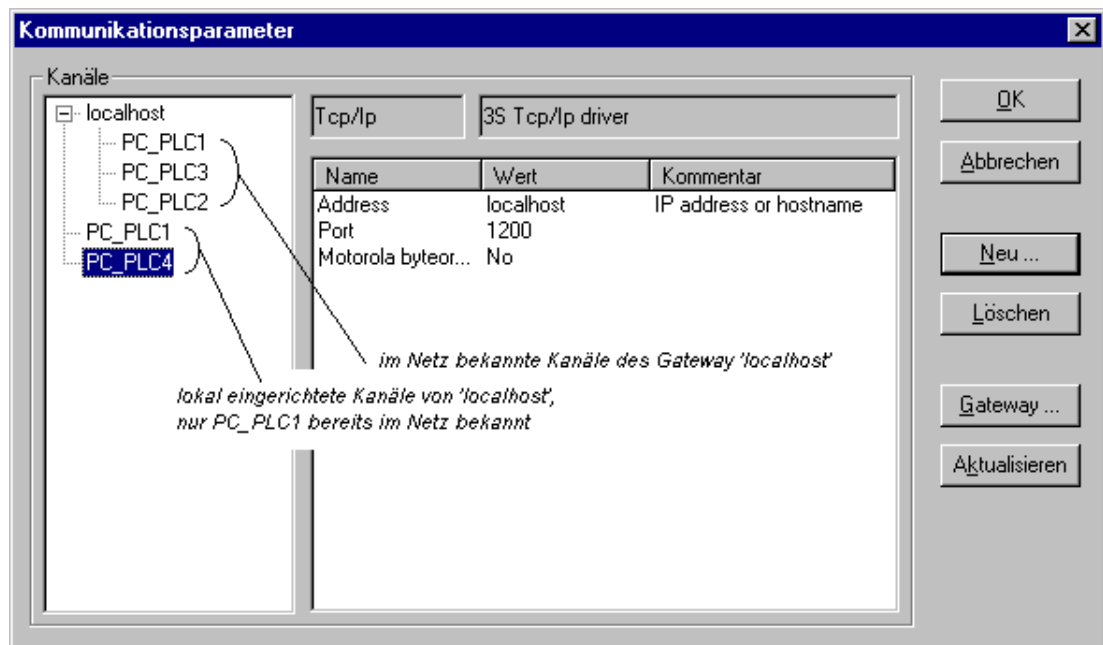 Kommunikationsparameter
Kanäle
localhost
PC_PLC1
PC_PLC3
PC_PLC2
PC_PLC1
PC_PLC4
Tcp/Ip
3S Tcp/Ip driver
Name Wert Kommentar
Address localhost IP address or hostname
Port 1200
Motorola byteor... No
im Netz bekannte Kanäle des Gateway 'localhost'
lokal eingerichtete Kanäle von 'localhost',
nur PC_PLC1 bereits im Netz bekannt
OK
Abbrechen
Neu ...
Löschen
Gateway ...
Aktualisieren